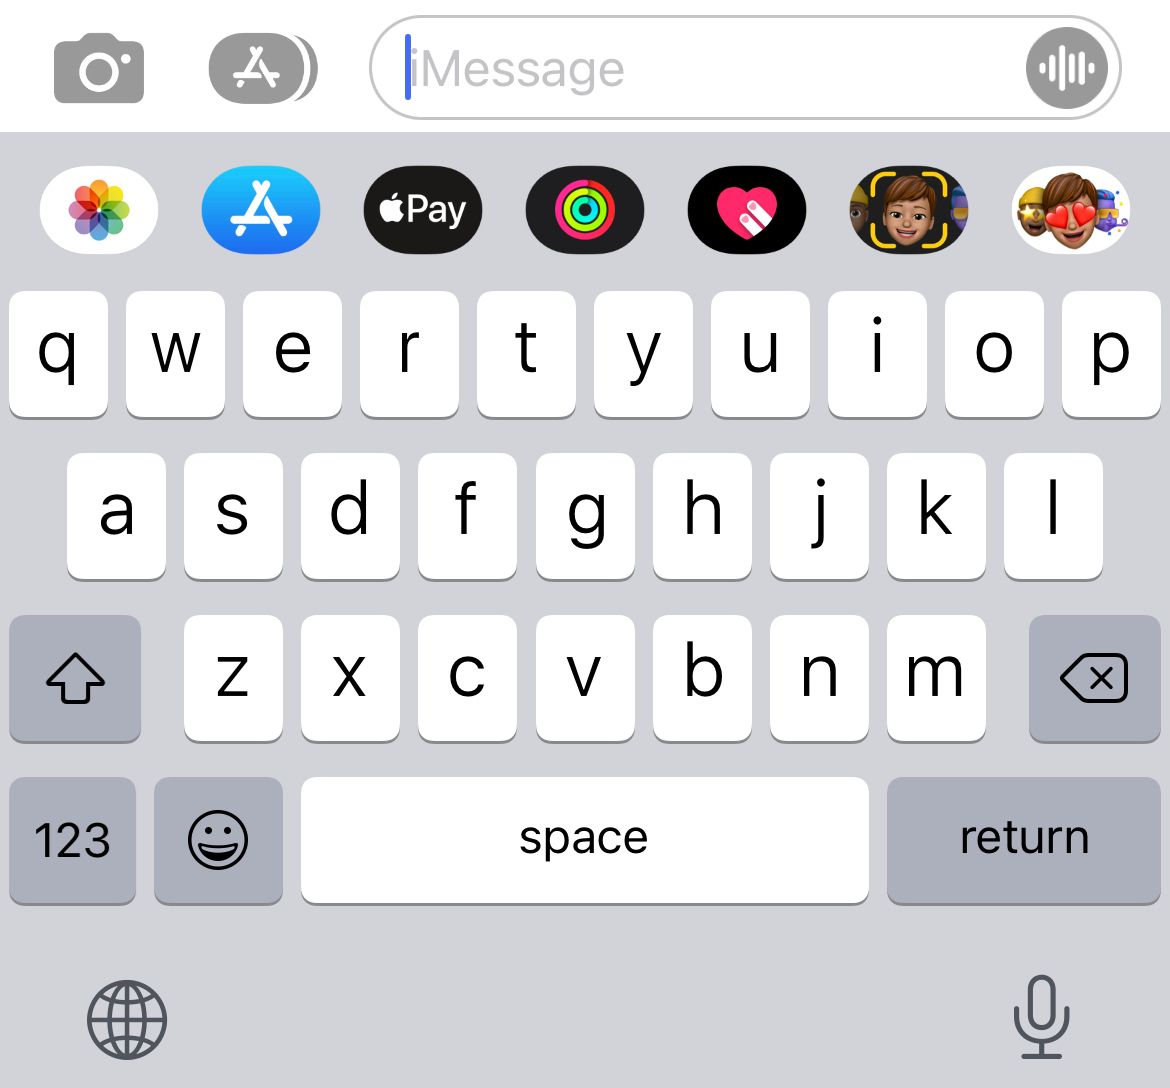 iMessage
Pay
q w e r t y u i o p
a s d f g h j k l
z x c v b n m
123 space return